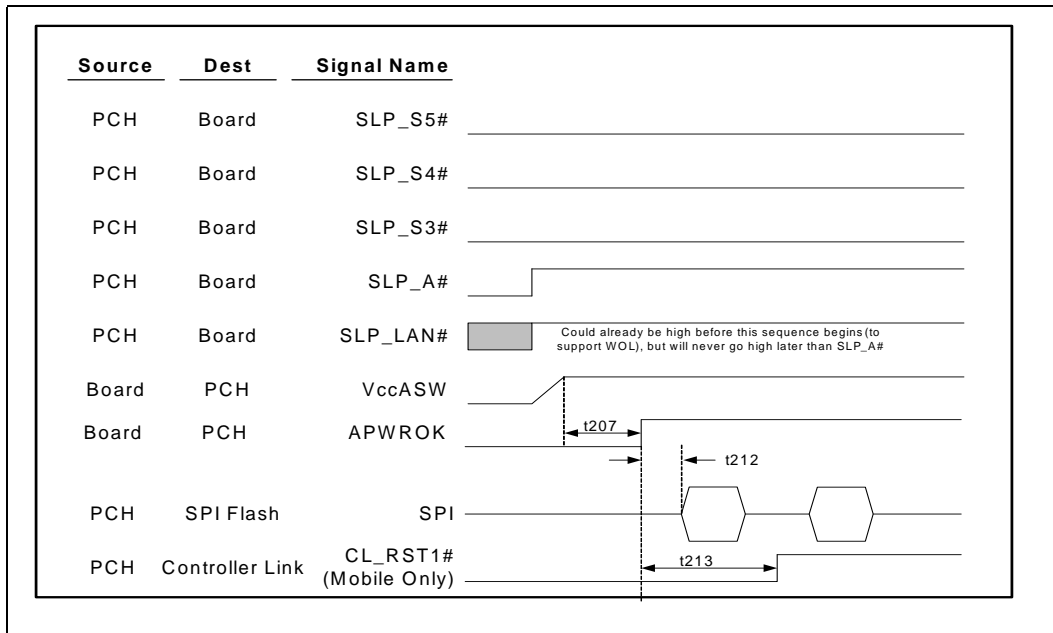 Source Dest Signal Name
PCH Board SLP_S5#
PCH Board SLP_S4#
PCH Board SLP_S3#
PCH Board SLP_A#
PCH Board SLP_LAN#
Could already be high before this sequence begins (to
support WOL), but will never go high later than SLP_A#
Board PCH VccASW
Board PCH APWROK
t207
t212
PCH SPI Flash SPI
PCH Controller Link CL_RST1#
(Mobile Only)
t213